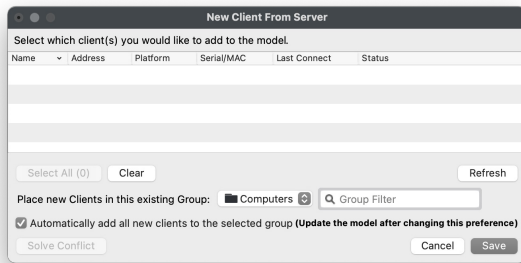 New Client From Server
Select which client(s) you would like to add to the model.
Name Address Platform Serial/MAC Last Connect Status
Select All (0) Clear Refresh
Place new Clients in this existing Group: Computers Group Filter
Automatically add all new clients to the selected group (Update the model after changing this preference)
Solve Conflict Cancel Save